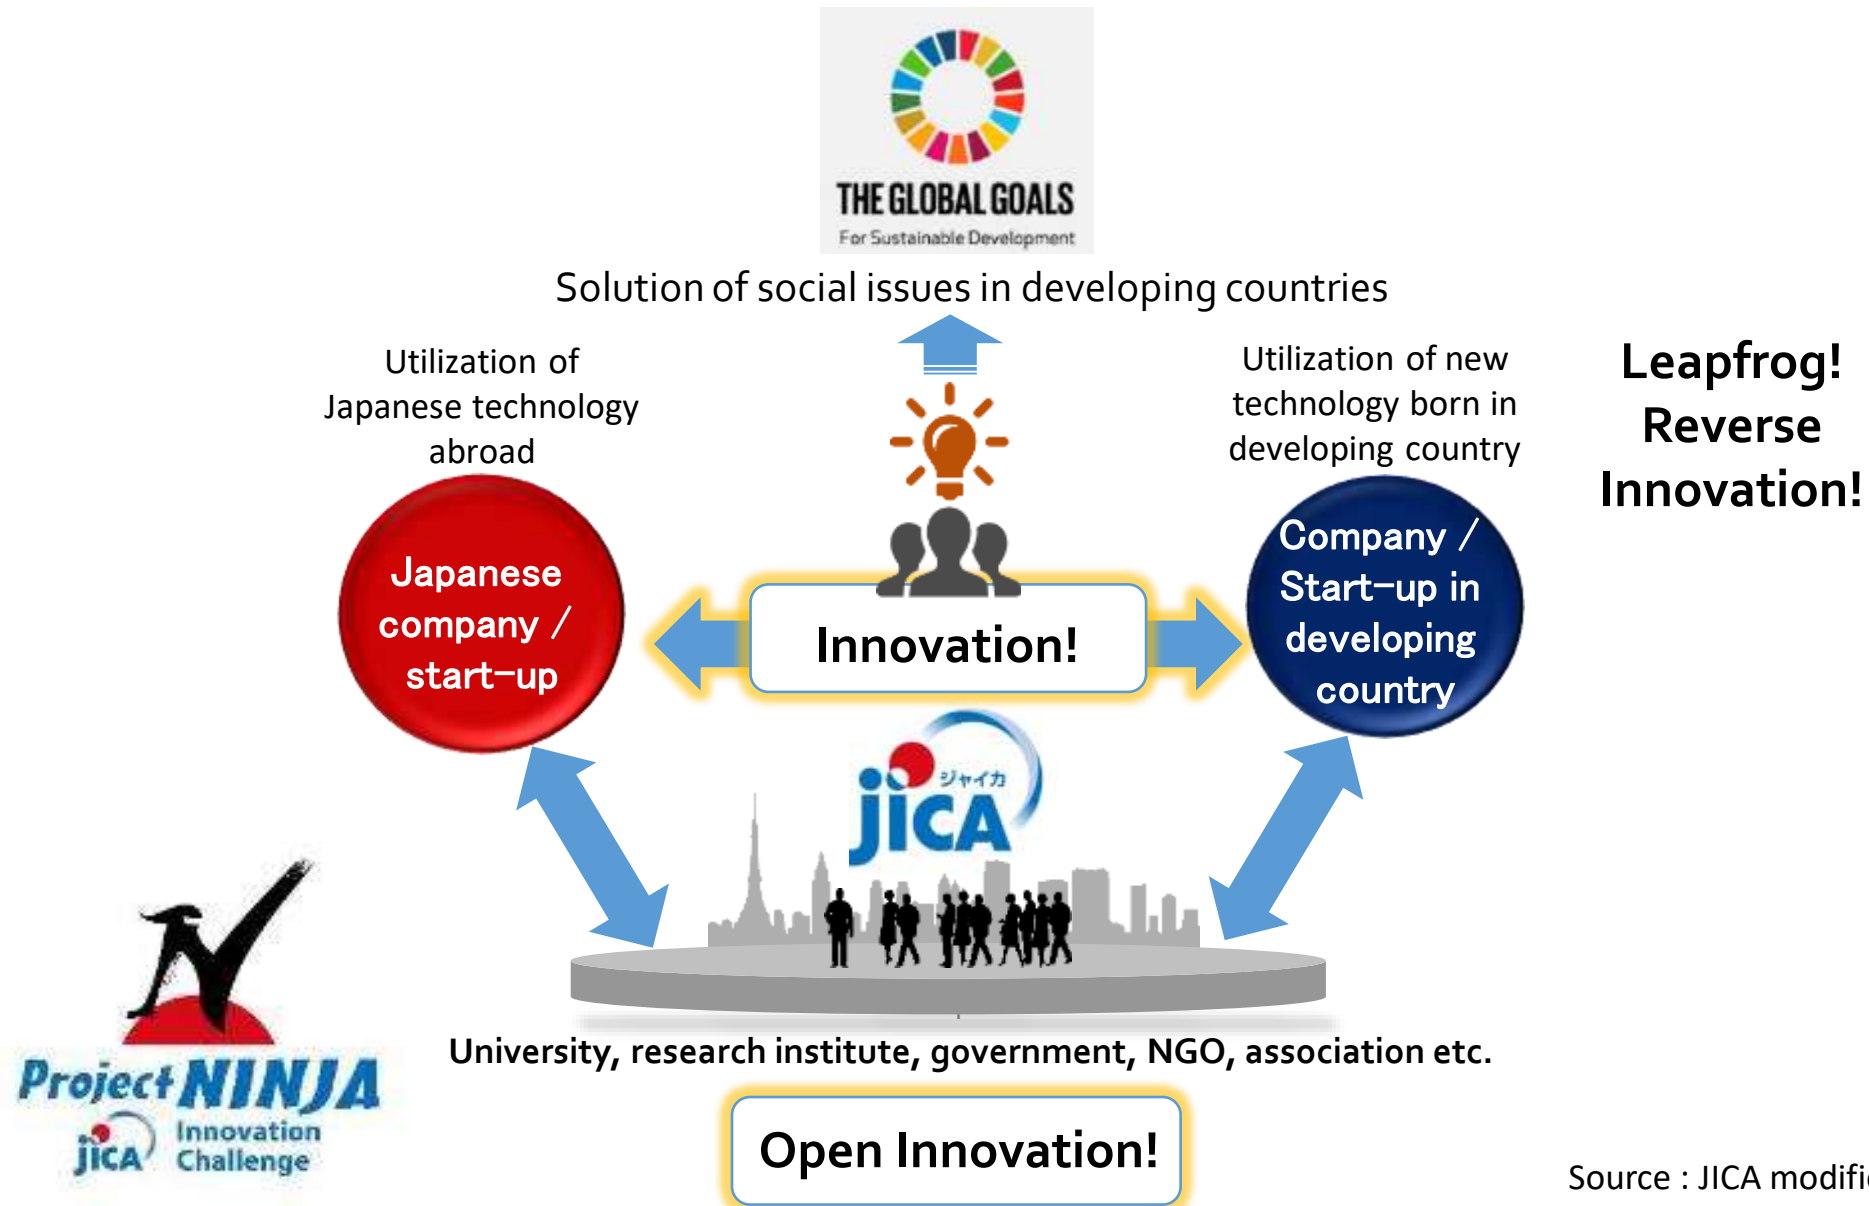 THE GLOBAL GOALS
For Sustainable Development
Solution of social issues in developing countries
Utilization of
Japanese technology
abroad
Utilization of new
technology born in
developing country
Leapfrog!
Reverse
Innovation!
Japanese
company /
start-up
Innovation!
Company /
Start-up in
developing
country
ジャイカ
jICA
University, research institute, government, NGO, association etc.
Project NINJA
jICA
Innovation
Challenge
Open Innovation!
Source : JICA